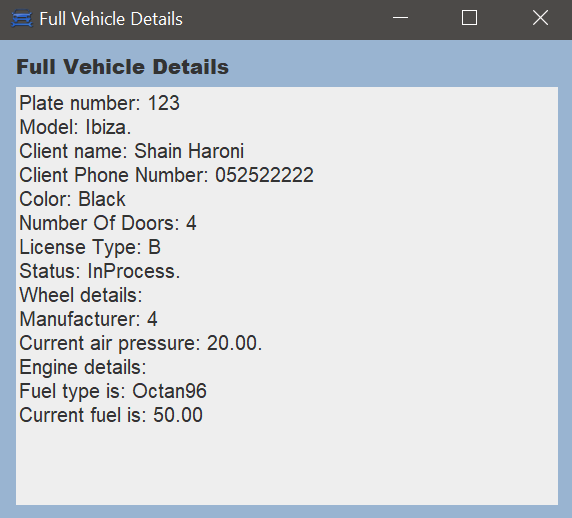 Full Vehicle Details
Full Vehicle Details
Plate number: 123
Model: Ibiza.
Client name: Shain Haroni
Client Phone Number: 052522222
Color: Black
Number Of Doors: 4
License Type: B
Status: InProcess.
Wheel details:
Manufacturer: 4
Current air pressure: 20.00.
Engine details:
Fuel type is: Octan96
Current fuel is: 50.00